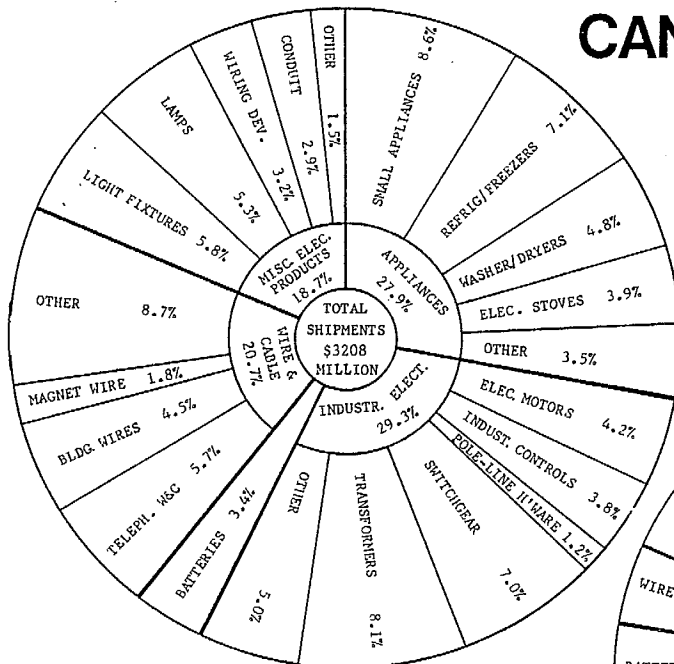 CAN
OTHER 1.5%
CONDUIT 2.9%
WIRING DEV. 3.2%
LAMPS 5.3%
LIGHT FIXTURES 5.8%
MISC. ELEC.
PRODUCTS
18.7%
SMALL APPLIANCES 8.6%
REFRIG/FREEZERS 7.1%
WASHER/DRYERS 4.8%
ELEC. STOVES 3.9%
OTHER 3.5%
APPLIANCES
27.9%
TOTAL
SHIPMENTS
$3208
MILLION
ELEC. MOTORS 4.2%
INDUST. CONTROLS 3.8%
POLE-LINE H'WARE 1.2%
SWITCHGEAR 7.0%
TRANSFORMERS 8.1%
OTHER 5.0%
INDUSTR. ELECT.
29.3%
BATTERIES 3.4%
TELEPH. W&C 5.7%
BLDG. WIRES 4.5%
MAGNET WIRE 1.8%
OTHER 8.7%
WIRE &
CABLE
20.7%
WIRE